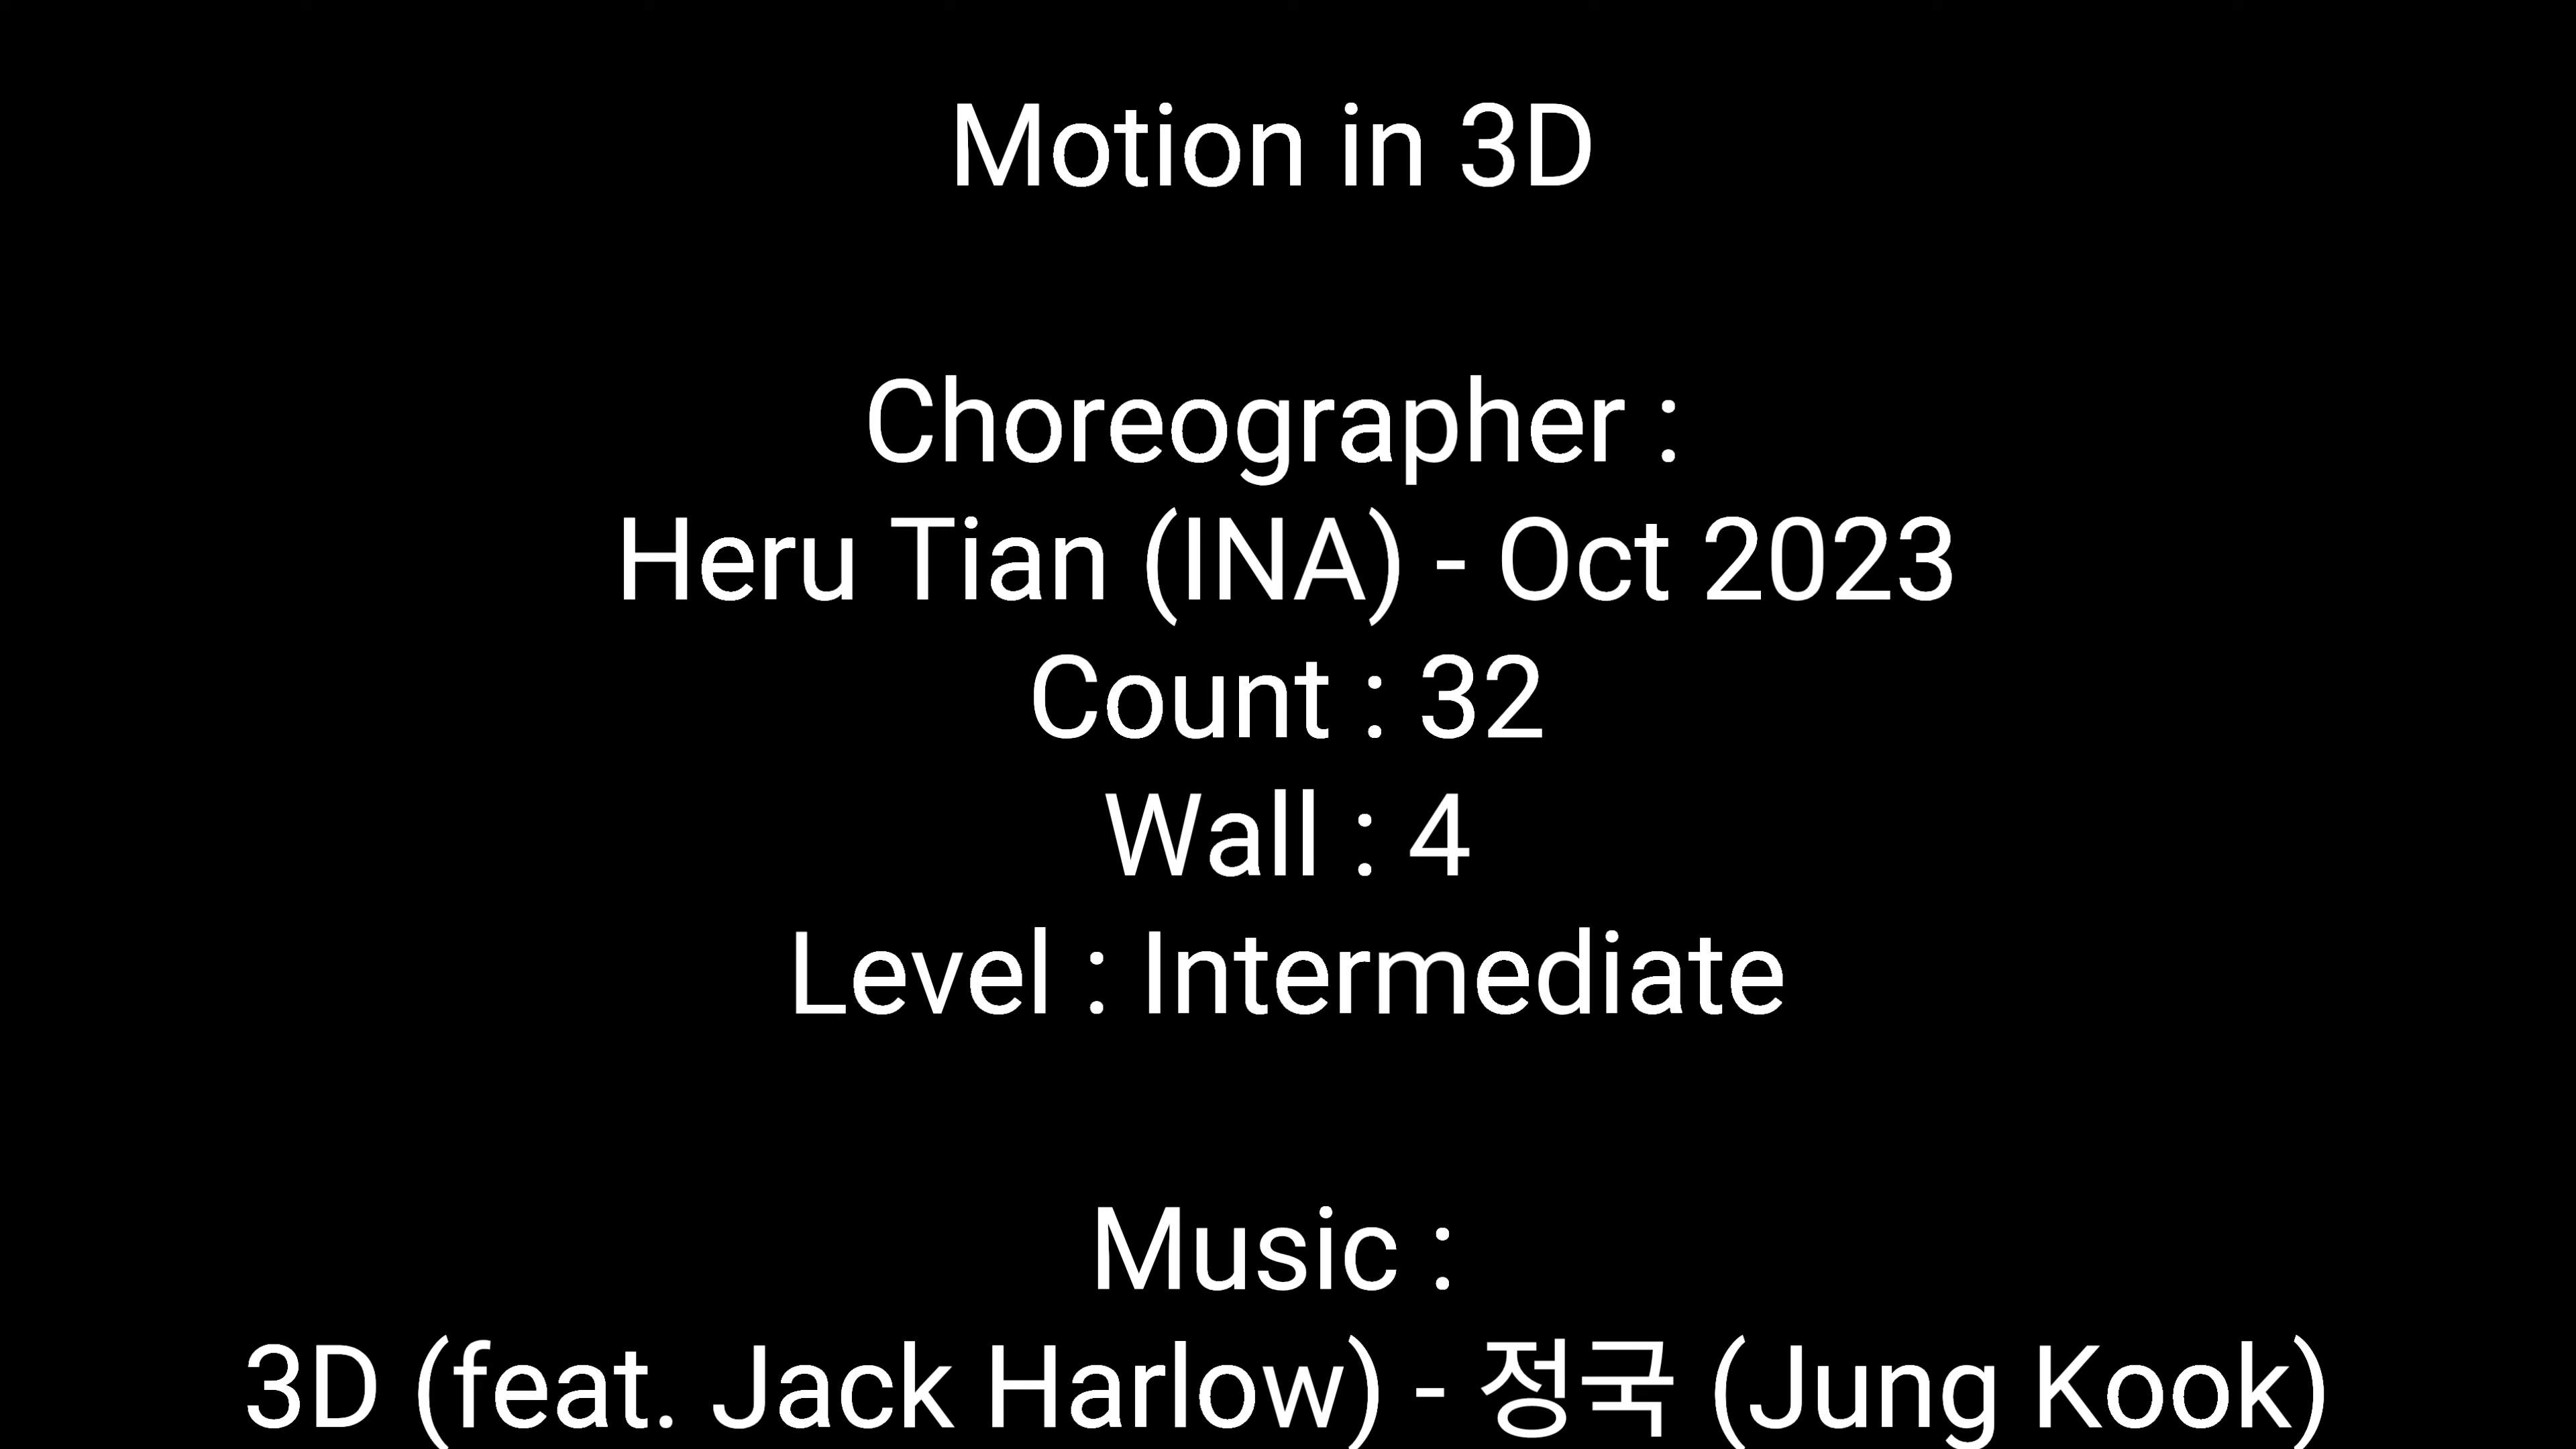 Motion in 3D
Choreographer :
Heru Tian (INA) - Oct 2023
Count : 32
Wall : 4
Level : Intermediate
Music :
3D (feat. Jack Harlow) - 정국 (Jung Kook)